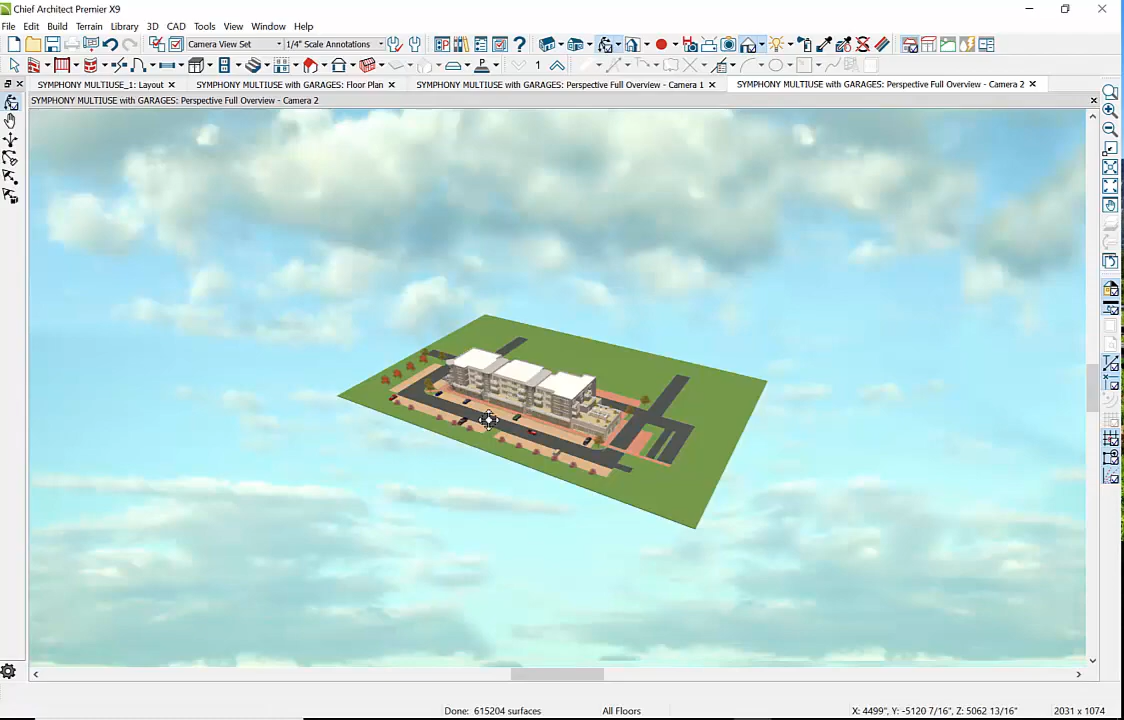 Chief Architect Premier X9
File Edit Build Terrain Library 3D CAD Tools View Window Help
Camera View Set 1/4" Scale Annotations
1
SYMPHONY MULTIUSE_1: Layout SYMPHONY MULTIUSE with GARAGES: Floor Plan SYMPHONY MULTIUSE with GARAGES: Perspective Full Overview - Camera 1 SYMPHONY MULTIUSE with GARAGES: Perspective Full Overview - Camera 2
SYMPHONY MULTIUSE with GARAGES: Perspective Full Overview - Camera 2
Done: 615204 surfaces All Floors X: 4499", Y: -5120 7/16", Z: 5062 13/16" 2031 x 1074